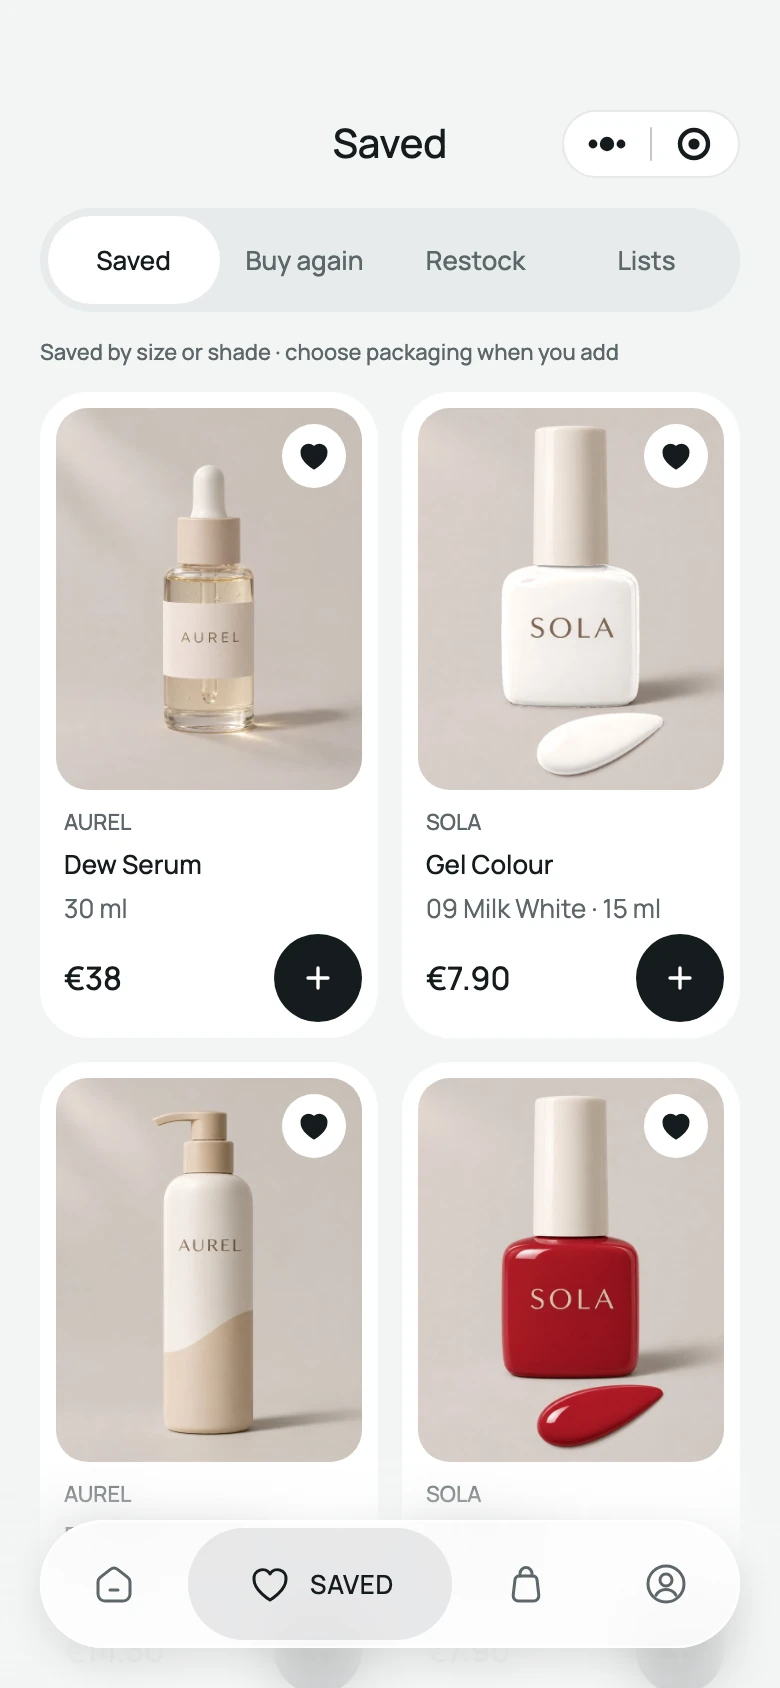 Saved
Saved
Buy again
Restock
Lists
Saved by size or shade · choose packaging when you add
AUREL
SOLA
AUREL
Dew Serum
30 ml
€38
SOLA
Gel Colour
09 Milk White · 15 ml
€7.90
AUREL
SOLA
AUREL
SOLA
SAVED
€7.90